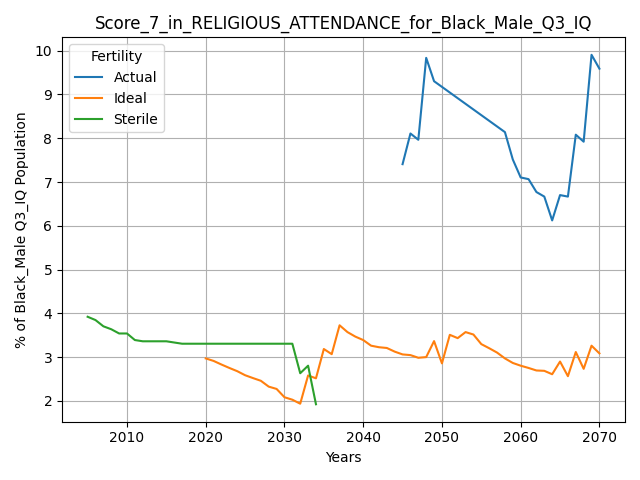 Score_7_in_RELIGIOUS_ATTENDANCE_for_Black_Male_Q3_IQ
Fertility
Actual
Ideal
Sterile
% of Black_Male Q3_IQ Population
10
9
8
7
6
5
4
3
2
2010 2020 2030 2040 2050 2060 2070
Years